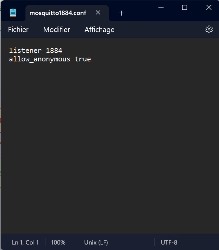 mosquitto1884.conf
Fichier Modifier Affichage
listener 1884
allow_anonymous true
Ln 1, Col 1 100% Unix (LF) UTF-8